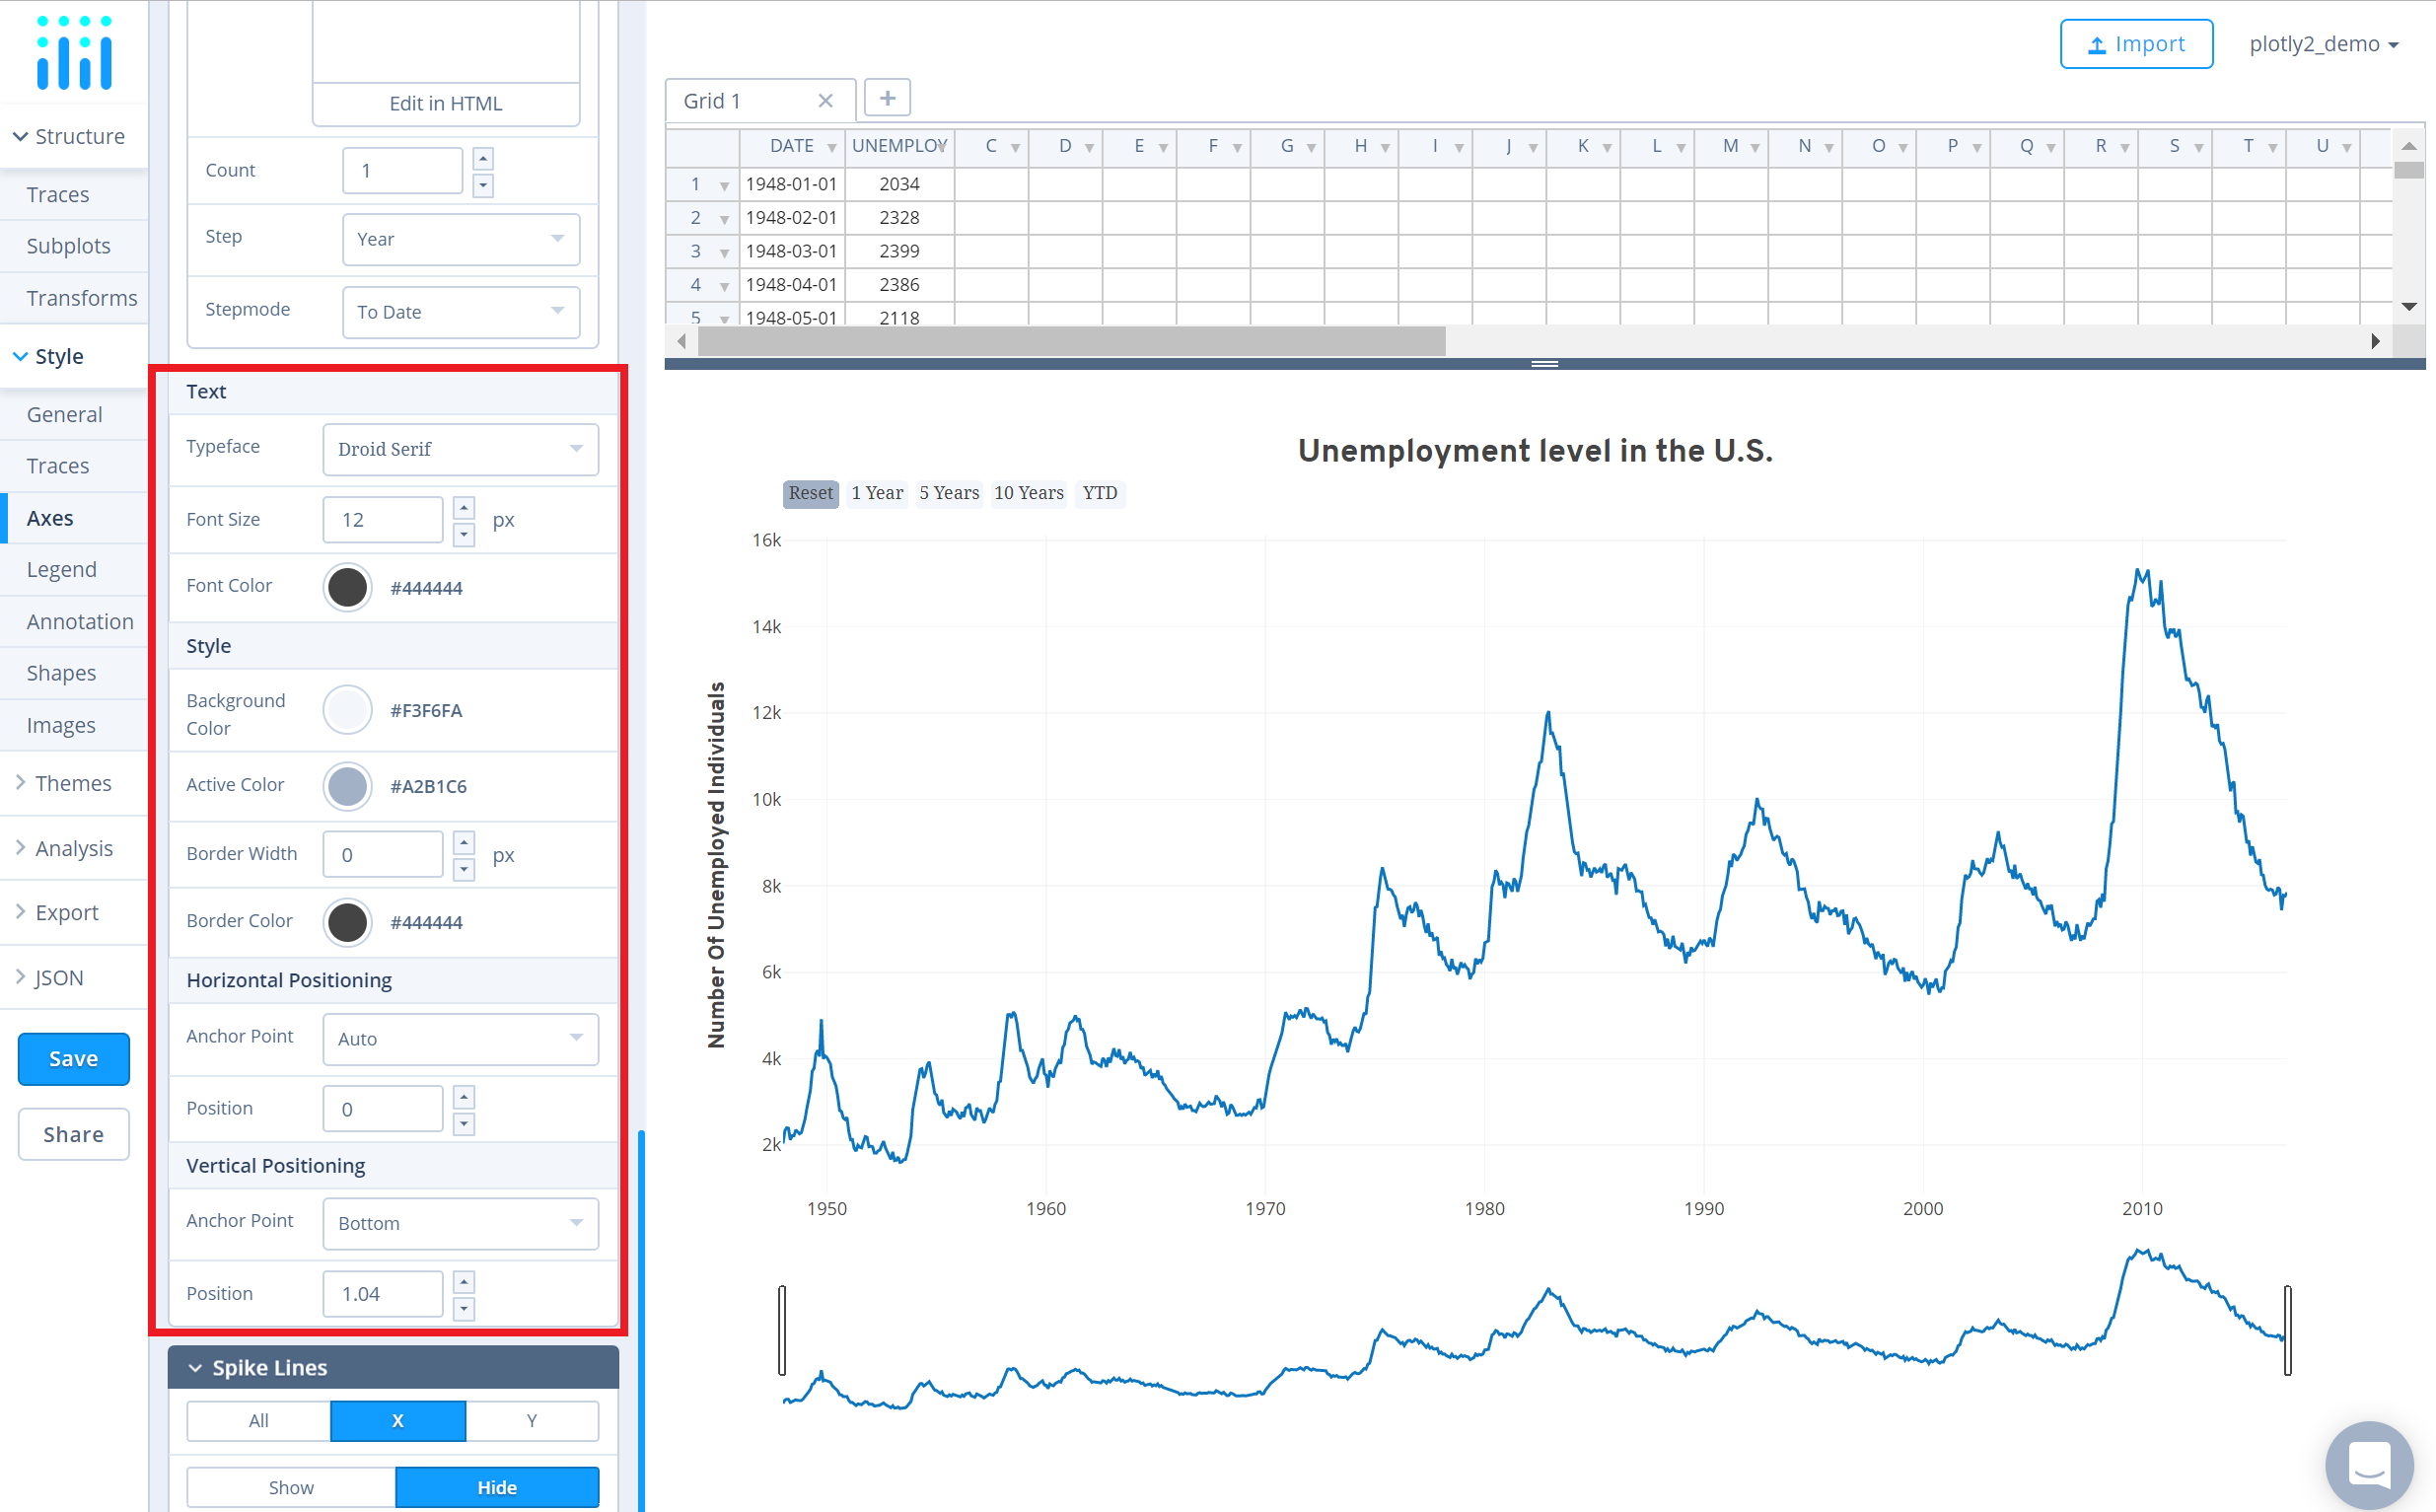 Structure
Traces
Subplots
Transforms
Style
General
Traces
Axes
Legend
Annotation
Shapes
Images
Themes
Analysis
Export
JSON
Save
Share
Edit in HTML
Count 1
Step Year
Stepmode To Date
Text
Typeface Droid Serif
Font Size 12 px
Font Color #444444
Style
Background
Color #F3F6FA
Active Color #A2B1C6
Border Width 0 px
Border Color #444444
Horizontal Positioning
Anchor Point Auto
Position 0
Vertical Positioning
Anchor Point Bottom
Position 1.04
Spike Lines
All X Y
Show Hide
Import plotly2_demo
Grid 1
DATE UNEMPLOY C D E F G H I J K L M N O P Q R S T U
1 1948-01-01 2034
2 1948-02-01 2328
3 1948-03-01 2399
4 1948-04-01 2386
5 1948-05-01 2118
Unemployment level in the U.S.
Reset 1 Year 5 Years 10 Years YTD
Number Of Unemployed Individuals
16k
14k
12k
10k
8k
6k
4k
2k
1950 1960 1970 1980 1990 2000 2010